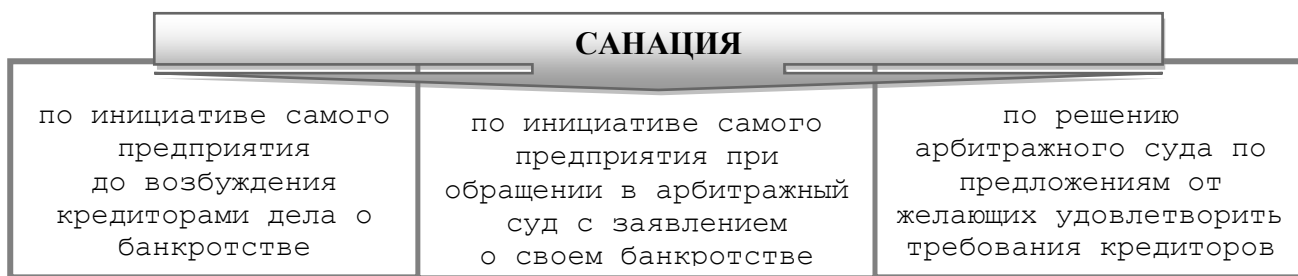 САНАЦИЯ
по инициативе самого
предприятия
до возбуждения
кредиторами дела о
банкротстве
по инициативе самого
предприятия при
обращении в арбитражный
суд с заявлением
о своем банкротстве
по решению
арбитражного суда по
предложениям от
желающих удовлетворить
требования кредиторов